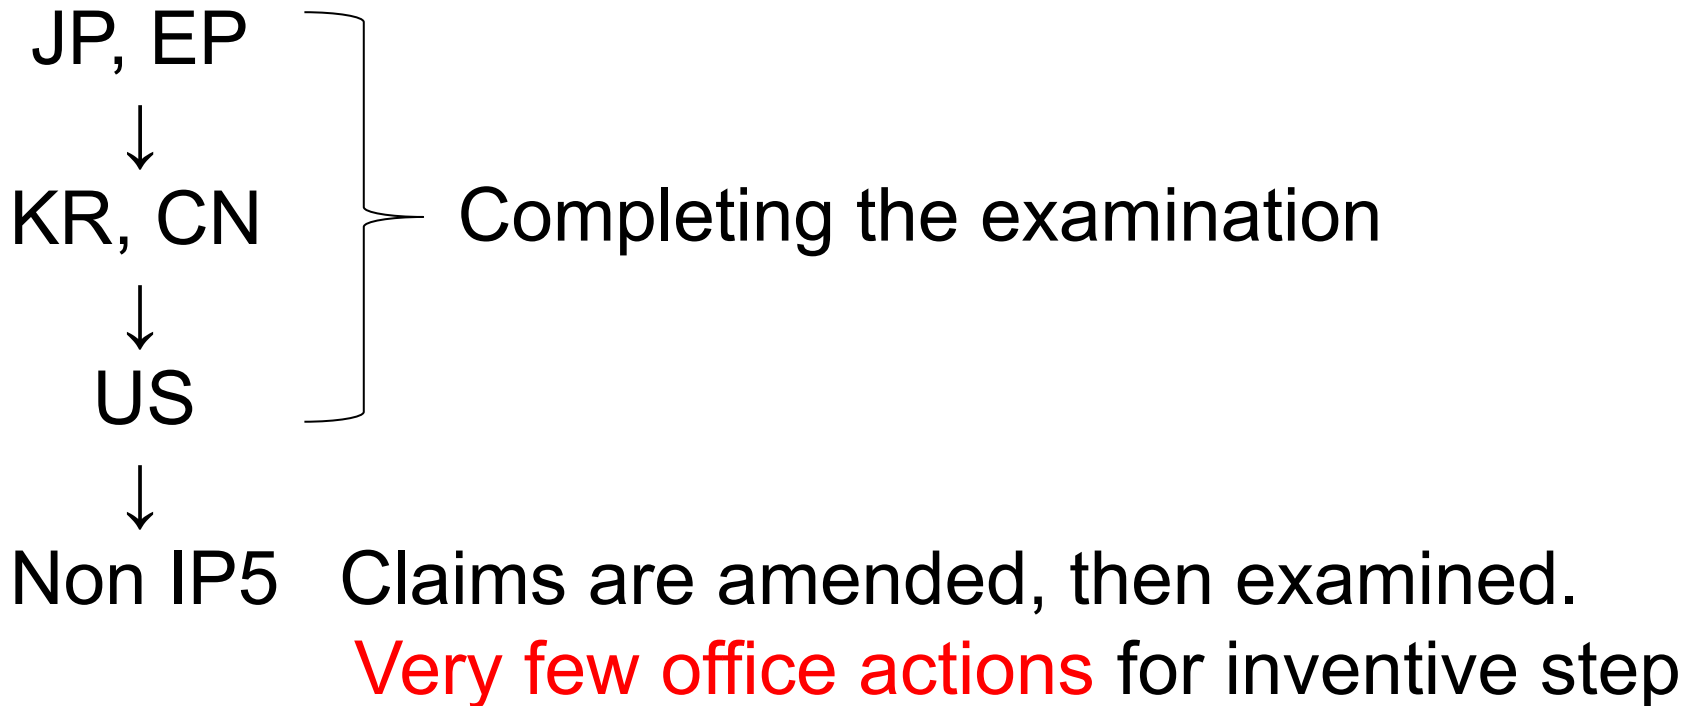 JP, EP
↓
KR, CN Completing the examination
↓
US
↓
Non IP5 Claims are amended, then examined.
Very few office actions for inventive step